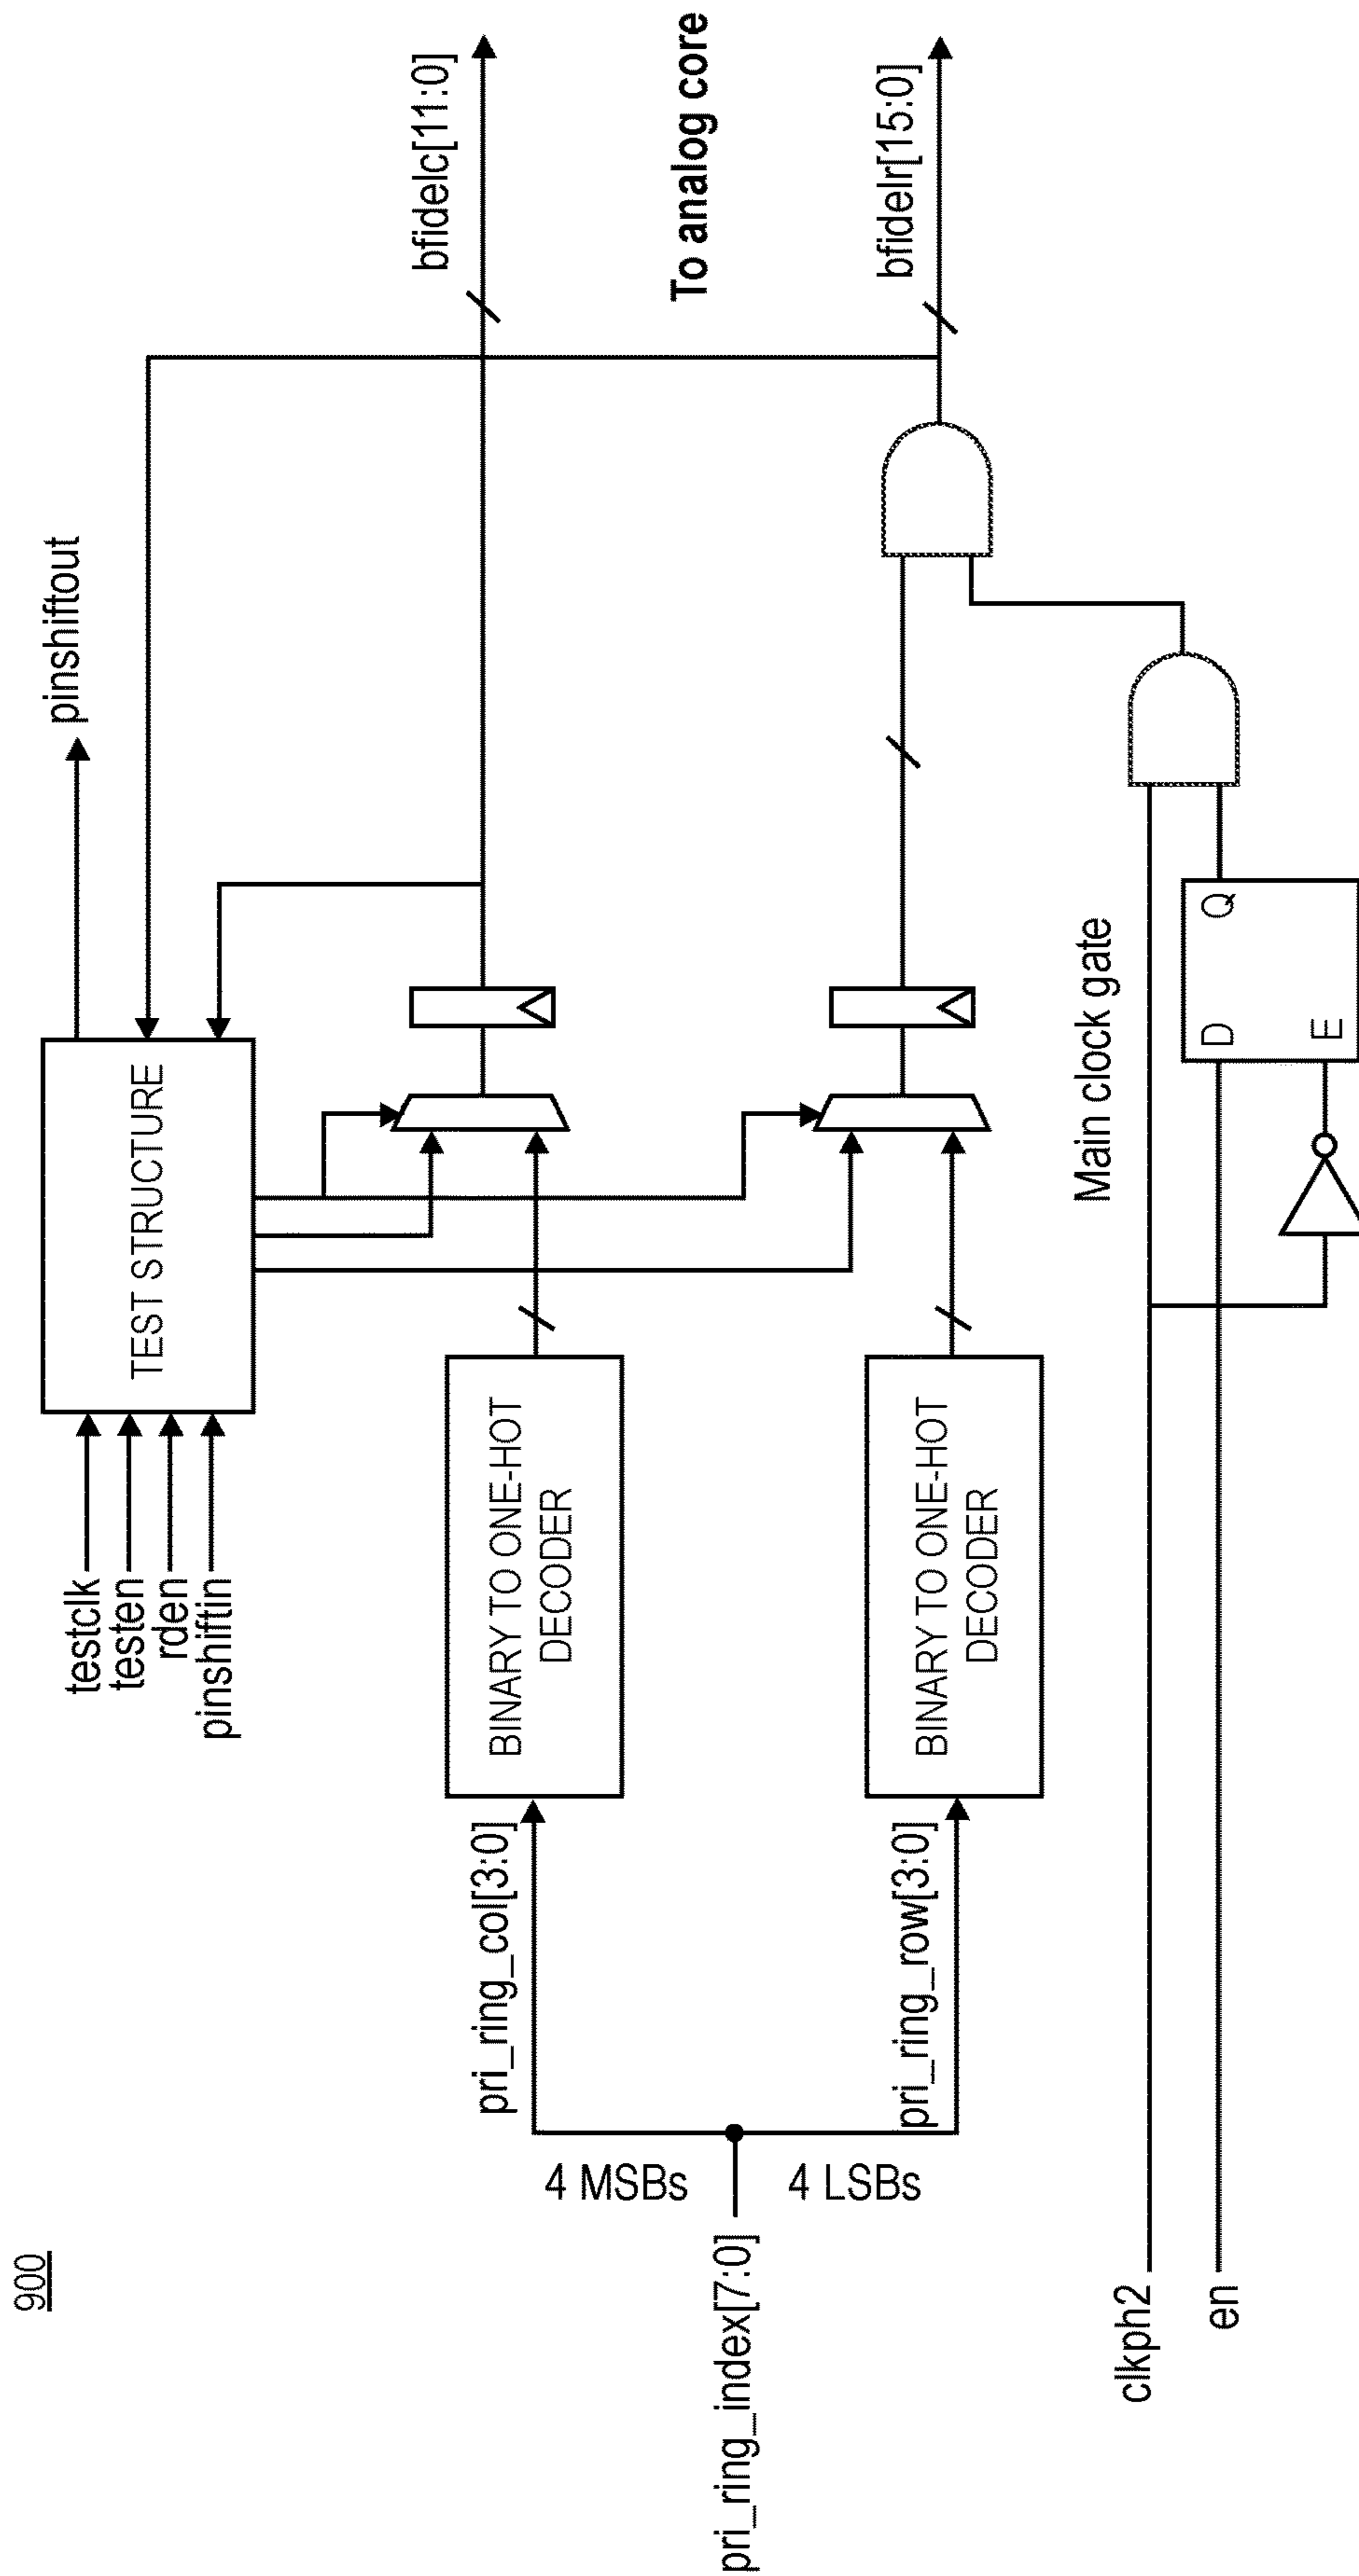 900
pinshiftout
testclk
testen
rden
pinshiftin
TEST STRUCTURE
bfidelc[11:0]
pri_ring_col[3:0]
BINARY TO ONE-HOT
DECODER
4 MSBs
To analog core
pri_ring_index[7:0]
4 LSBs
pri_ring_row[3:0]
BINARY TO ONE-HOT
DECODER
bfidelr[15:0]
Main clock gate
clkph2
en
D
Q
E